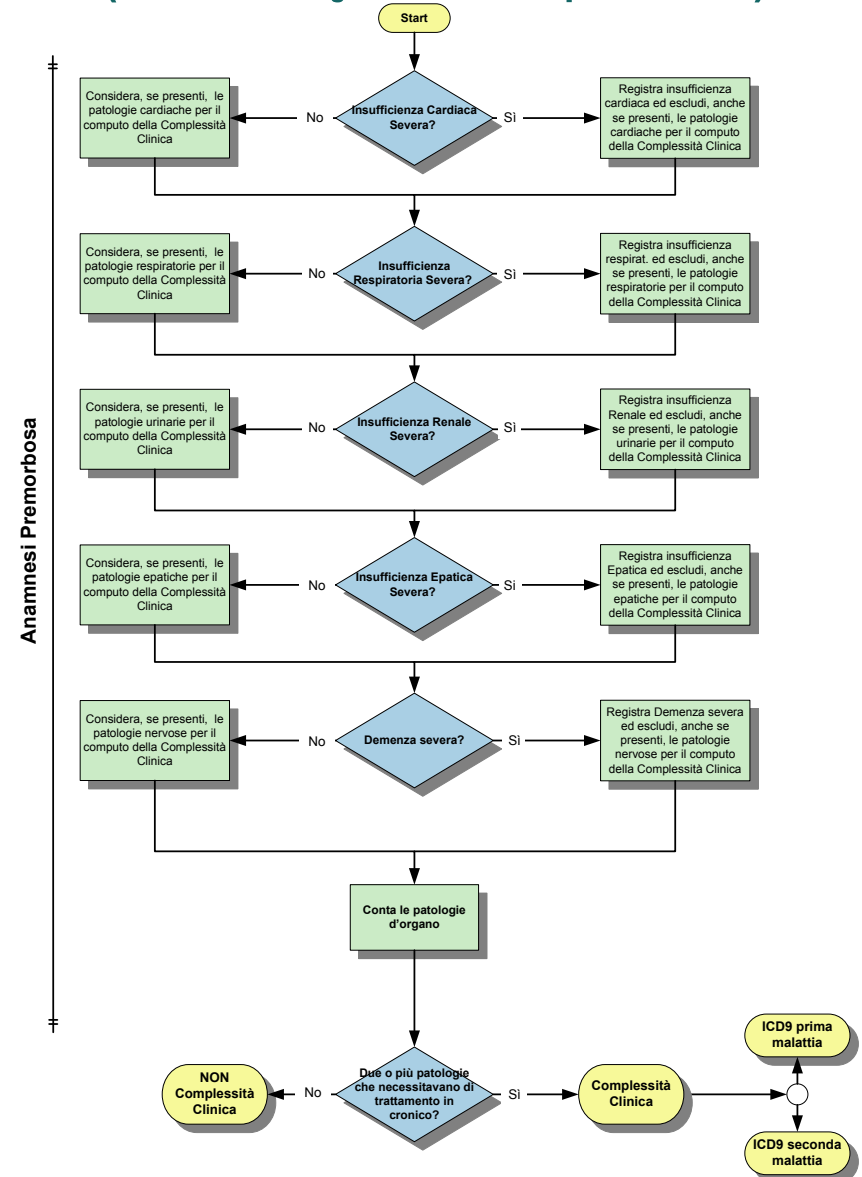 Start
Considera, se presenti, le
patologie cardiache per il
computo della Complessità
Clinica
No
Insufficienza Cardiaca
Severa?
Sì
Registra insufficienza
cardiaca ed escludi, anche
se presenti, le patologie
cardiache per il computo
della Complessità Clinica
Considera, se presenti, le
patologie respiratorie per il
computo della Complessità
Clinica
No
Insufficienza
Respiratoria Severa?
Sì
Registra insufficienza
respirat. ed escludi, anche
se presenti, le patologie
respiratorie per il computo
della Complessità Clinica
Anamnesi Premorbosa
Considera, se presenti, le
patologie urinarie per il
computo della Complessità
Clinica
No
Insufficienza Renale
Severa?
Sì
Registra insufficienza
Renale ed escludi, anche
se presenti, le patologie
urinarie per il computo
della Complessità Clinica
Considera, se presenti, le
patologie epatiche per il
computo della Complessità
Clinica
No
Insufficienza Epatica
Severa?
Si
Registra insufficienza
Epatica ed escludi, anche
se presenti, le patologie
epatiche per il computo
della Complessità Clinica
Considera, se presenti, le
patologie nervose per il
computo della Complessità
Clinica
No
Demenza severa?
Sì
Registra Demenza severa
ed escludi, anche se
presenti, le patologie
nervose per il computo
della Complessità Clinica
Conta le patologie
d'organo
NON
Complessità
Clinica
No
Due o più patologie
che necessitavano di
trattamento in
cronico?
Sì
Complessità
Clinica
ICD9 prima
malattia
ICD9 seconda
malattia